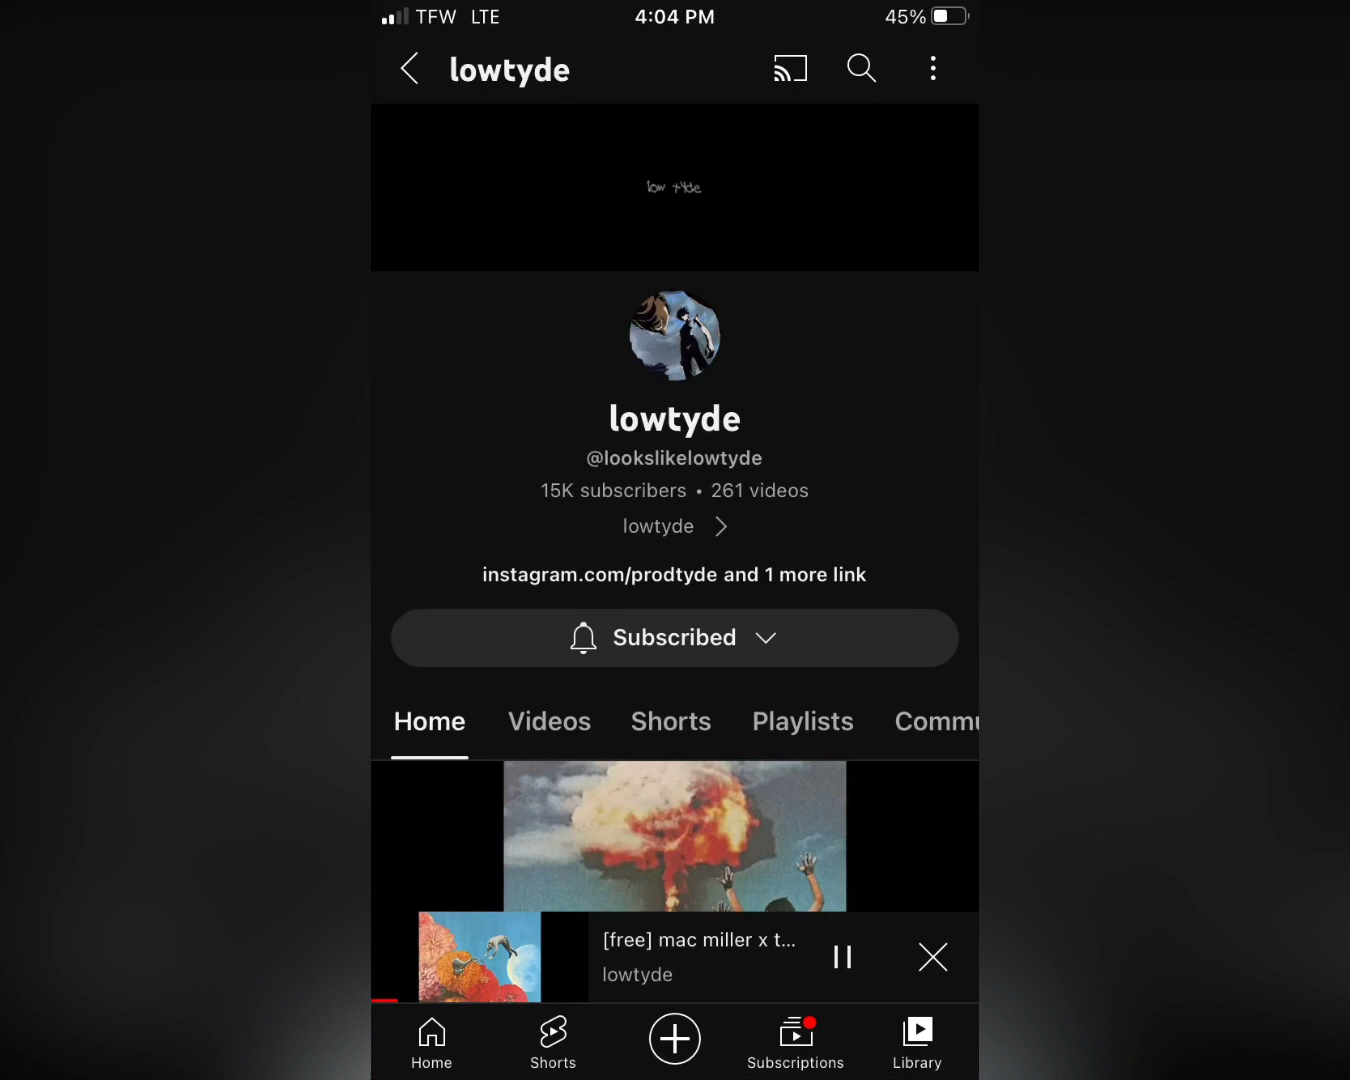 TFW LTE 4:04 PM 45%
lowtyde
low tyde
lowtyde
@lookslikelowtyde
15K subscribers • 261 videos
lowtyde
instagram.com/prodtyde and 1 more link
Subscribed
Home Videos Shorts Playlists Commu
[free] mac miller x t...
lowtyde
Home Shorts Subscriptions Library